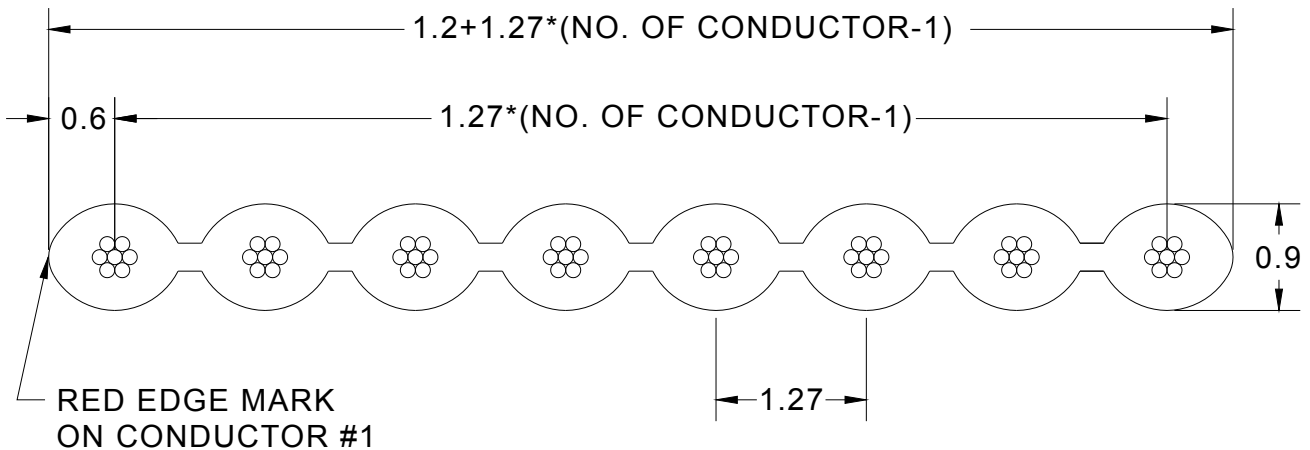 1.2+1.27*(NO. OF CONDUCTOR-1)
0.6
1.27*(NO. OF CONDUCTOR-1)
0.9
1.27
RED EDGE MARK
ON CONDUCTOR #1